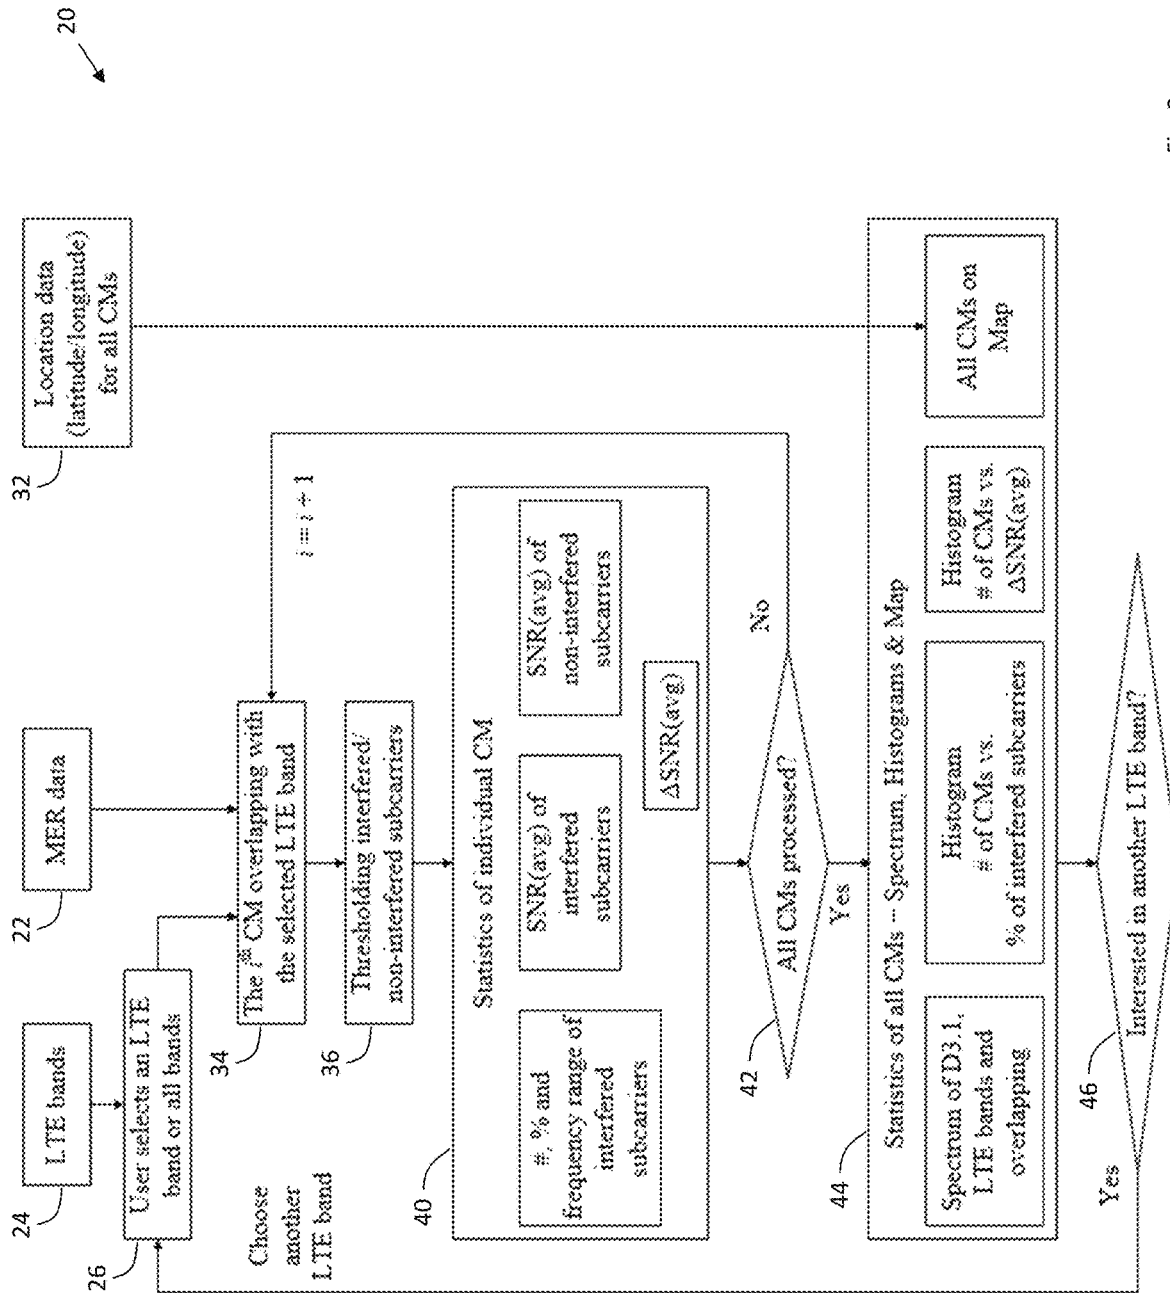 20
24
LTE bands
22
MER data
32
Location data
(latitude/longitude)
for all CMs
26
User selects an LTE
band or all bands
Choose
another
LTE band
34
The iᵗʰ CM overlapping with
the selected LTE band
i = i + 1
36
Thresholding interfered/
non-interfered subcarriers
40
Statistics of individual CM
#, % and
frequency range of
interfered
subcarriers
SNR(avg) of
interfered
subcarriers
SNR(avg) of
non-interfered
subcarriers
ΔSNR(avg)
42
All CMs processed?
No
Yes
44
Statistics of all CMs -- Spectrum, Histograms & Map
Spectrum of D3.1,
LTE bands and
overlapping
Histogram
# of CMs vs.
% of interfered subcarriers
Histogram
# of CMs vs.
ΔSNR(avg)
All CMs on
Map
46
Interested in another LTE band?
Yes